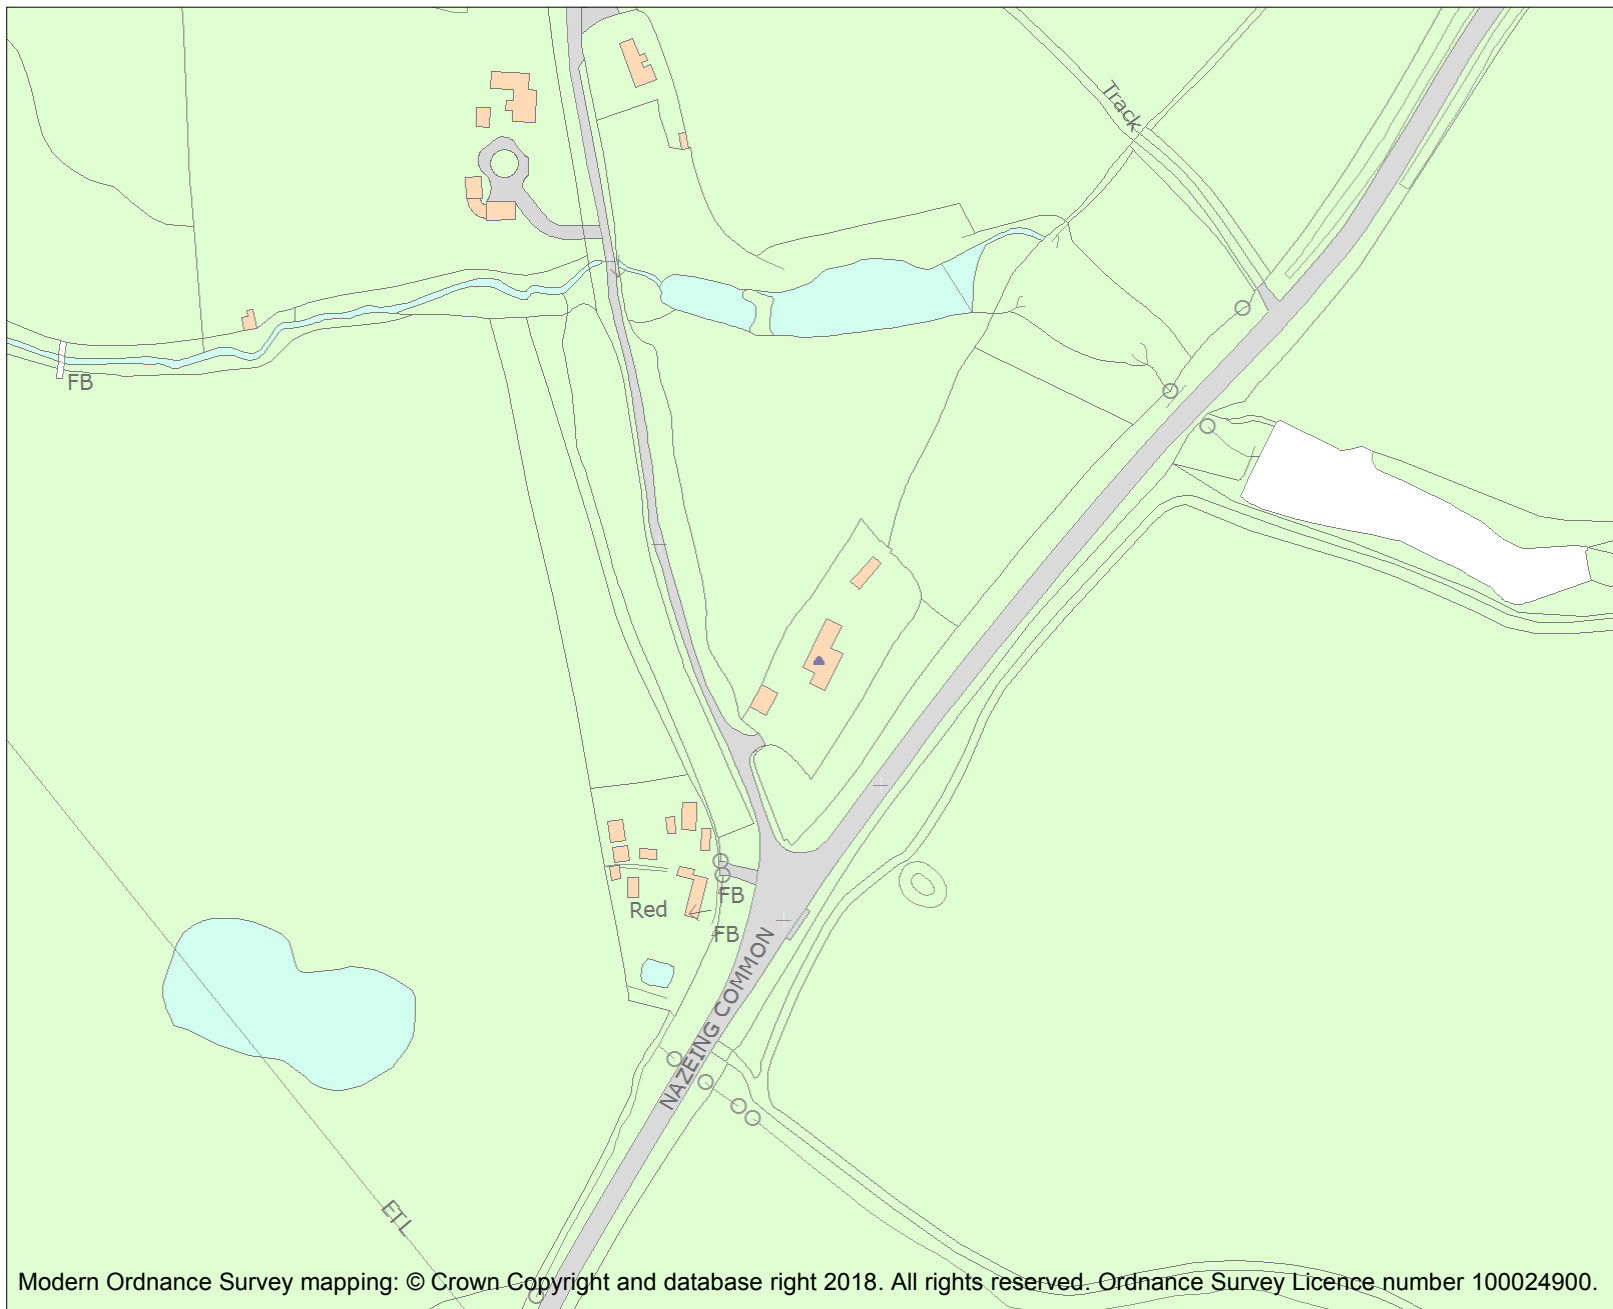 Track
FB
FB
Red
FB
NAZEING COMMON
ETL
Modern Ordnance Survey mapping: © Crown Copyright and database right 2018. All rights reserved. Ordnance Survey Licence number 100024900.